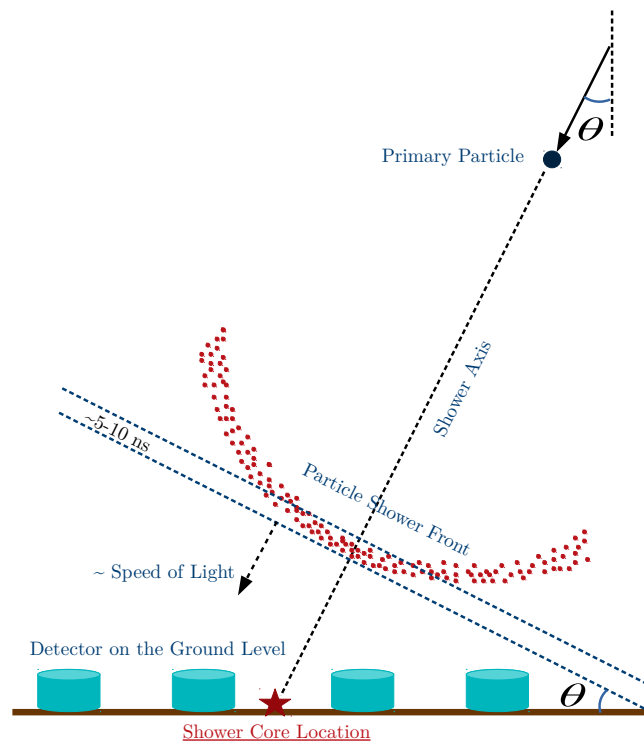 θ
Primary Particle
Shower Axis
~5-10 ns
Particle Shower Front
~ Speed of Light
Detector on the Ground Level
θ
Shower Core Location